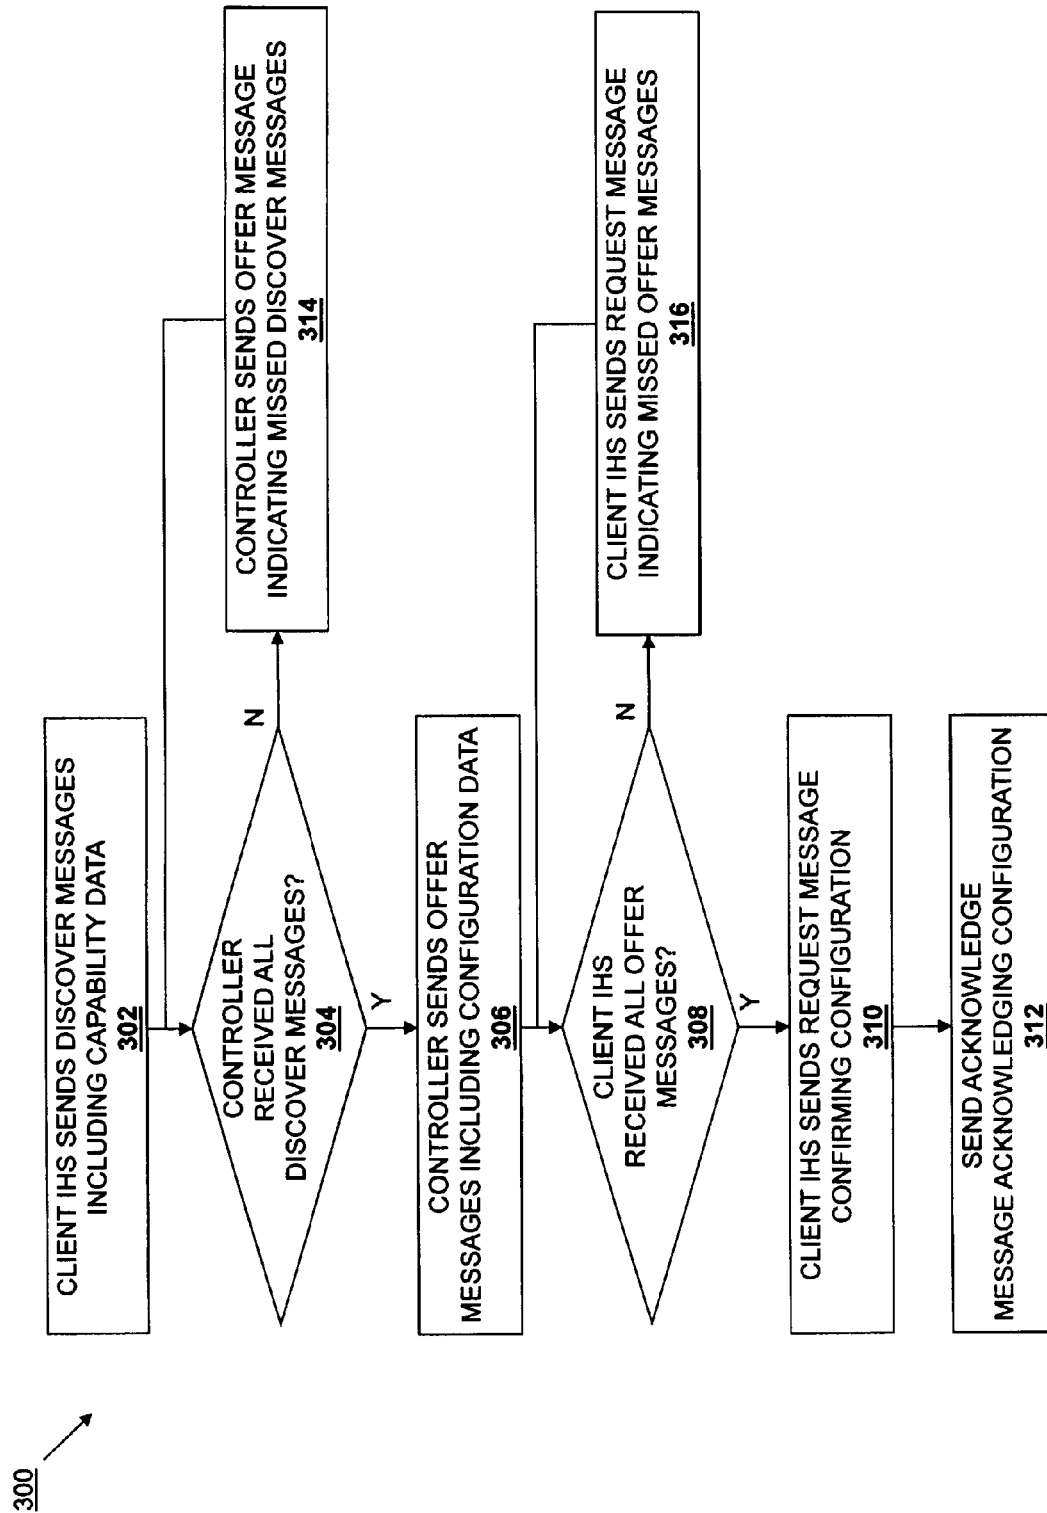 300
CLIENT IHS SENDS DISCOVER MESSAGES
INCLUDING CAPABILITY DATA
302
CONTROLLER
RECEIVED ALL
DISCOVER MESSAGES?
304
N
Y
CONTROLLER SENDS OFFER MESSAGE
INDICATING MISSED DISCOVER MESSAGES
314
CONTROLLER SENDS OFFER
MESSAGES INCLUDING CONFIGURATION DATA
306
CLIENT IHS
RECEIVED ALL OFFER
MESSAGES?
308
N
Y
CLIENT IHS SENDS REQUEST MESSAGE
INDICATING MISSED OFFER MESSAGES
316
CLIENT IHS SENDS REQUEST MESSAGE
CONFIRMING CONFIGURATION
310
SEND ACKNOWLEDGE
MESSAGE ACKNOWLEDGING CONFIGURATION
312